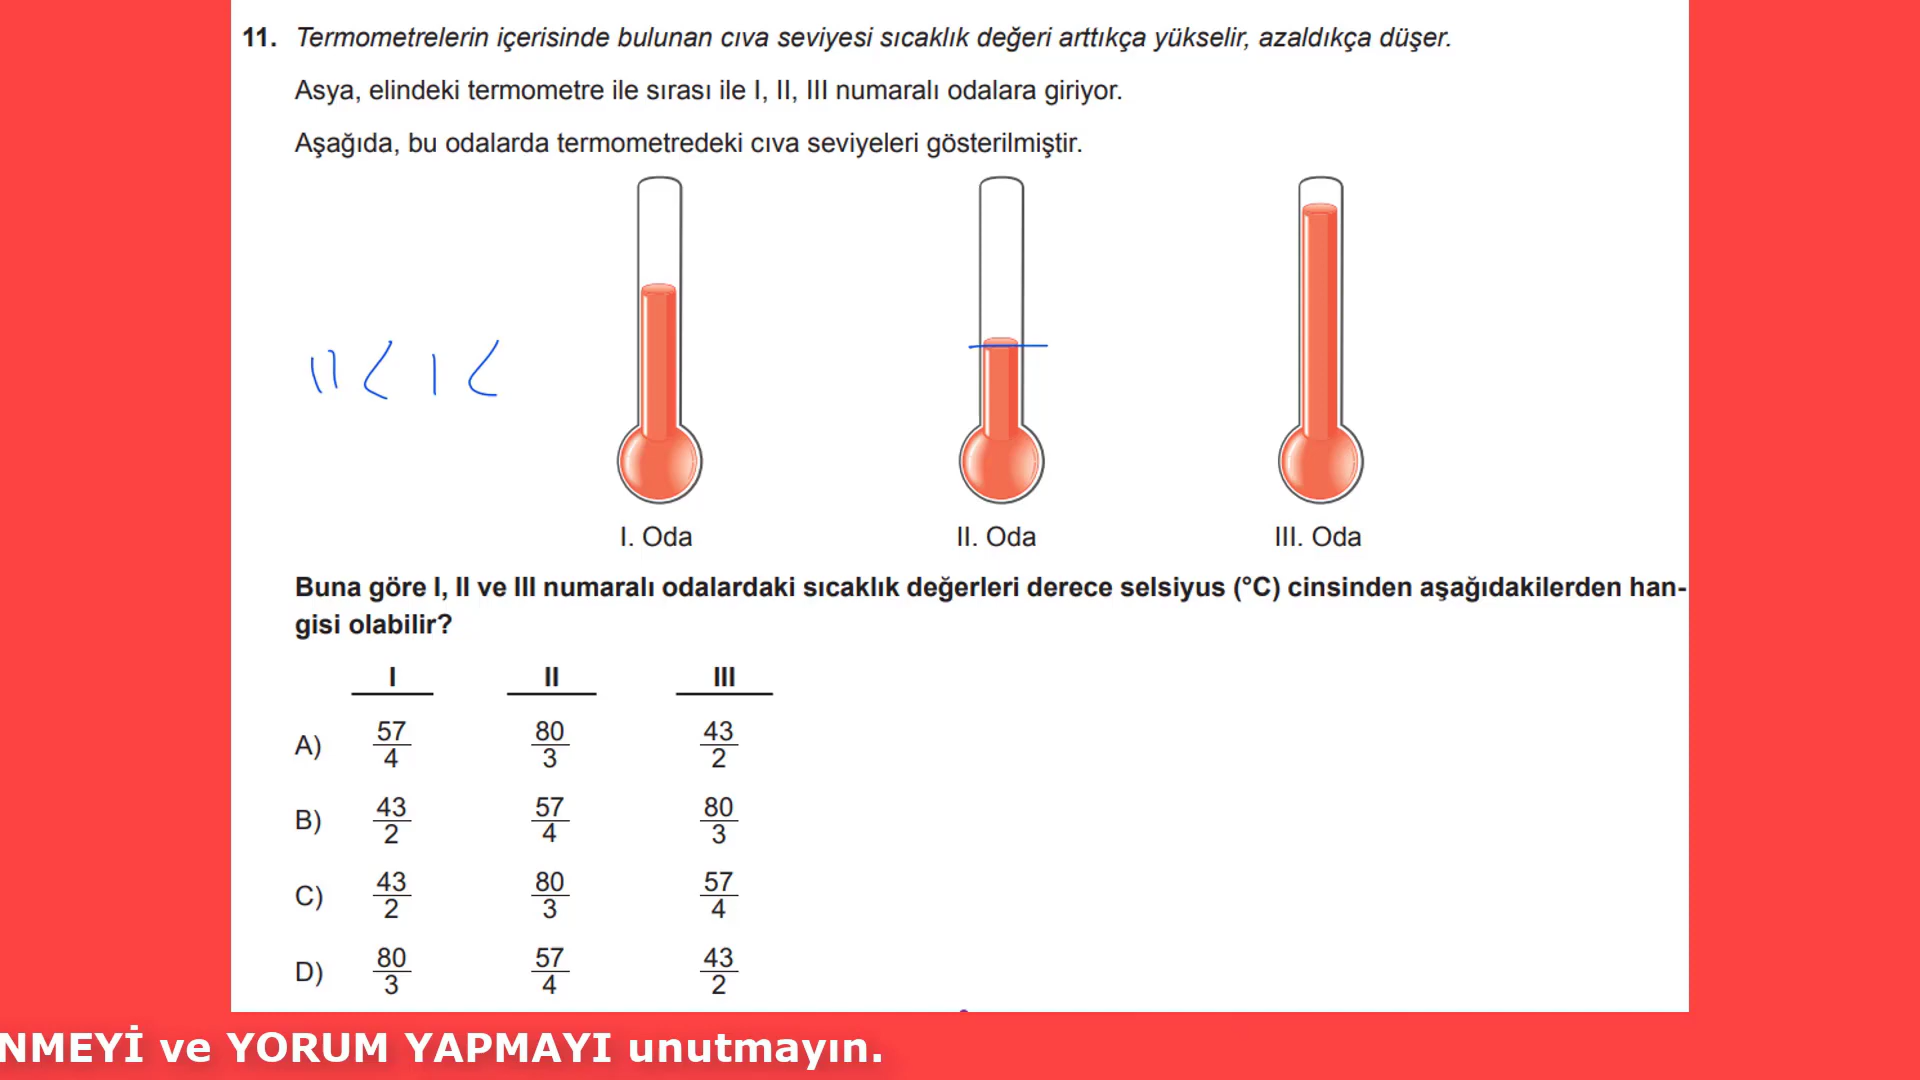 11. Termometrelerin içerisinde bulunan cıva seviyesi sıcaklık değeri arttıkça yükselir, azaldıkça düşer.
Asya, elindeki termometre ile sırası ile I, II, III numaralı odalara giriyor.
Aşağıda, bu odalarda termometredeki cıva seviyeleri gösterilmiştir.
II < I <
I. Oda II. Oda III. Oda
Buna göre I, II ve III numaralı odalardaki sıcaklık değerleri derece selsiyus (°C) cinsinden aşağıdakilerden han-
gisi olabilir?
I II III
A) 57/4 80/3 43/2
B) 43/2 57/4 80/3
C) 43/2 80/3 57/4
D) 80/3 57/4 43/2
NMEYİ ve YORUM YAPMAYI unutmayın.